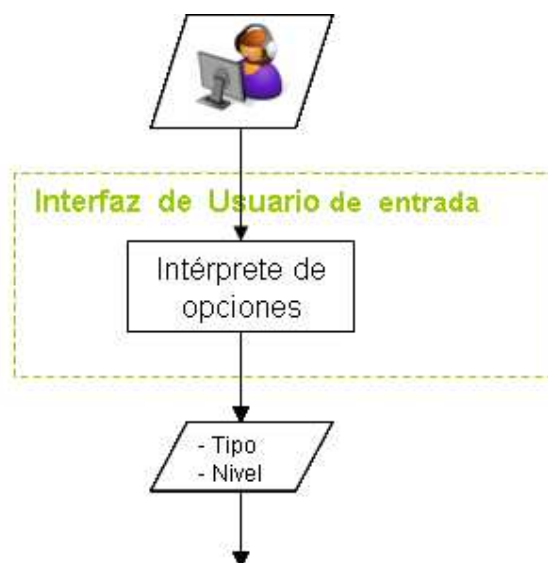 Interfaz de Usuario de entrada
Intérprete de
opciones
- Tipo
- Nivel